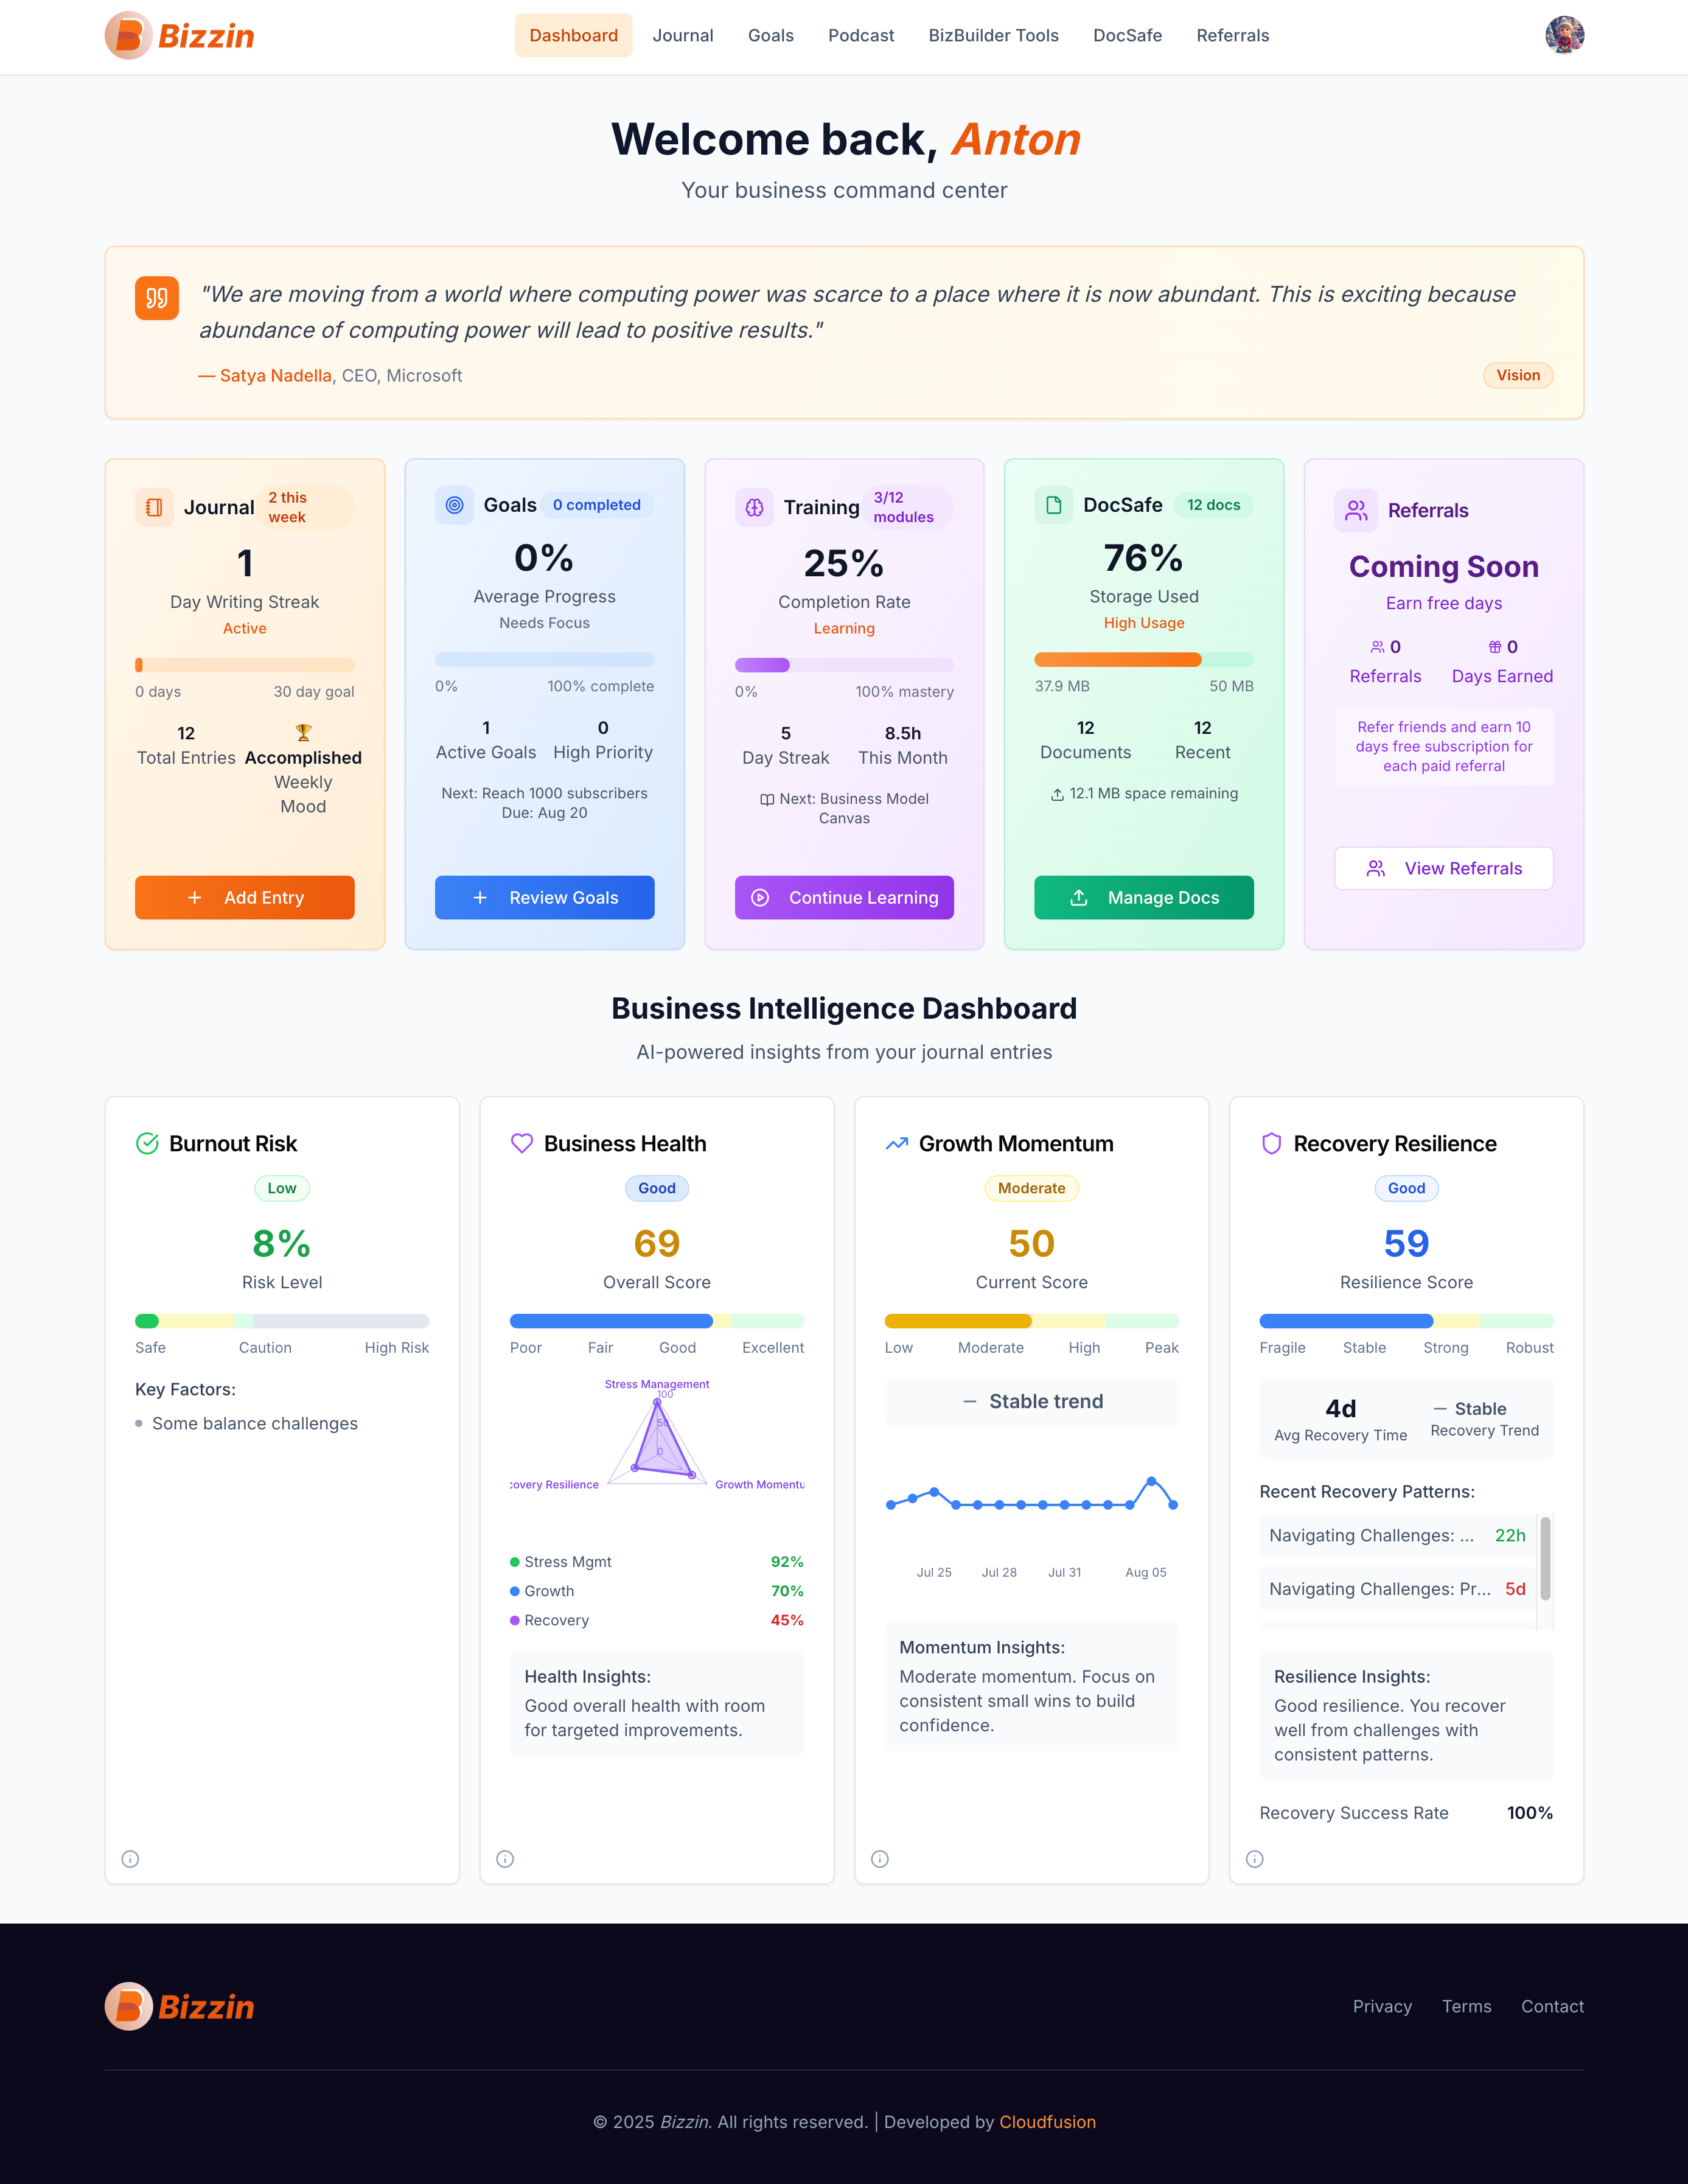 Bizzin
Dashboard
Journal
Goals
Podcast
BizBuilder Tools
DocSafe
Referrals
Welcome back, Anton
Your business command center
"We are moving from a world where computing power was scarce to a place where it is now abundant. This is exciting because
abundance of computing power will lead to positive results."
— Satya Nadella, CEO, Microsoft
Vision
Journal
2 this
week
1
Day Writing Streak
Active
0 days
30 day goal
12
Total Entries
🏆
Accomplished
Weekly
Mood
Add Entry
Goals
0 completed
0%
Average Progress
Needs Focus
0%
100% complete
1
Active Goals
0
High Priority
Next: Reach 1000 subscribers
Due: Aug 20
Review Goals
Training
3/12
modules
25%
Completion Rate
Learning
0%
100% mastery
5
Day Streak
8.5h
This Month
Next: Business Model
Canvas
Continue Learning
DocSafe
12 docs
76%
Storage Used
High Usage
37.9 MB
50 MB
12
Documents
12
Recent
12.1 MB space remaining
Manage Docs
Referrals
Coming Soon
Earn free days
0
Referrals
0
Days Earned
Refer friends and earn 10
days free subscription for
each paid referral
View Referrals
Business Intelligence Dashboard
AI-powered insights from your journal entries
Burnout Risk
Low
8%
Risk Level
Safe
Caution
High Risk
Key Factors:
Some balance challenges
Business Health
Good
69
Overall Score
Poor
Fair
Good
Excellent
Stress Management
100
50
0
covery Resilience
Growth Momentu
Stress Mgmt
92%
Growth
70%
Recovery
45%
Health Insights:
Good overall health with room
for targeted improvements.
Growth Momentum
Moderate
50
Current Score
Low
Moderate
High
Peak
Stable trend
Jul 25
Jul 28
Jul 31
Aug 05
Momentum Insights:
Moderate momentum. Focus on
consistent small wins to build
confidence.
Recovery Resilience
Good
59
Resilience Score
Fragile
Stable
Strong
Robust
4d
Avg Recovery Time
Stable
Recovery Trend
Recent Recovery Patterns:
Navigating Challenges: ...
22h
Navigating Challenges: Pr...
5d
Resilience Insights:
Good resilience. You recover
well from challenges with
consistent patterns.
Recovery Success Rate
100%
Bizzin
Privacy
Terms
Contact
© 2025 Bizzin. All rights reserved. | Developed by Cloudfusion